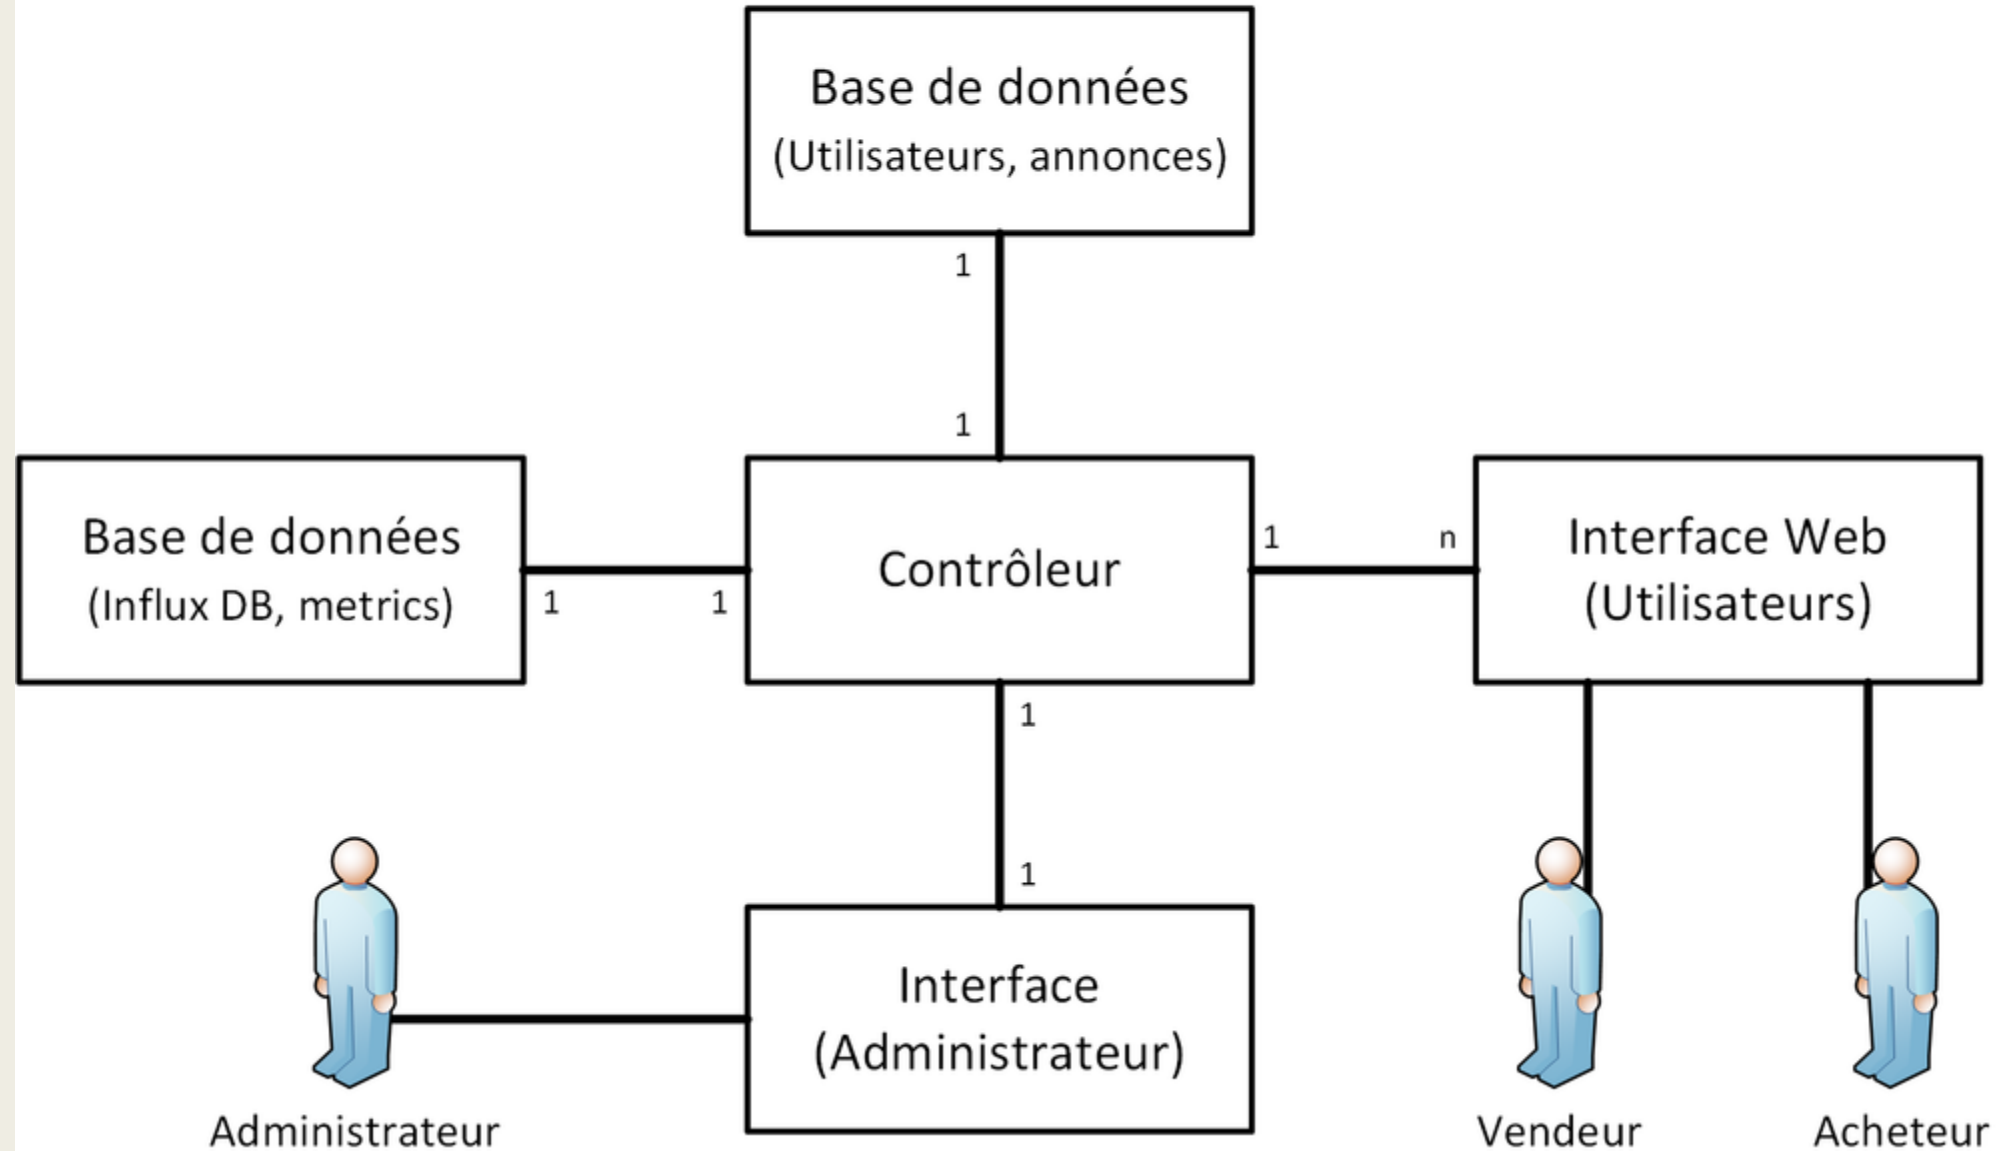 Base de données
(Utilisateurs, annonces)
1
1
Base de données
(Influx DB, metrics)
1
1
Contrôleur
1
n
Interface Web
(Utilisateurs)
1
1
Interface
(Administrateur)
Administrateur
Vendeur
Acheteur